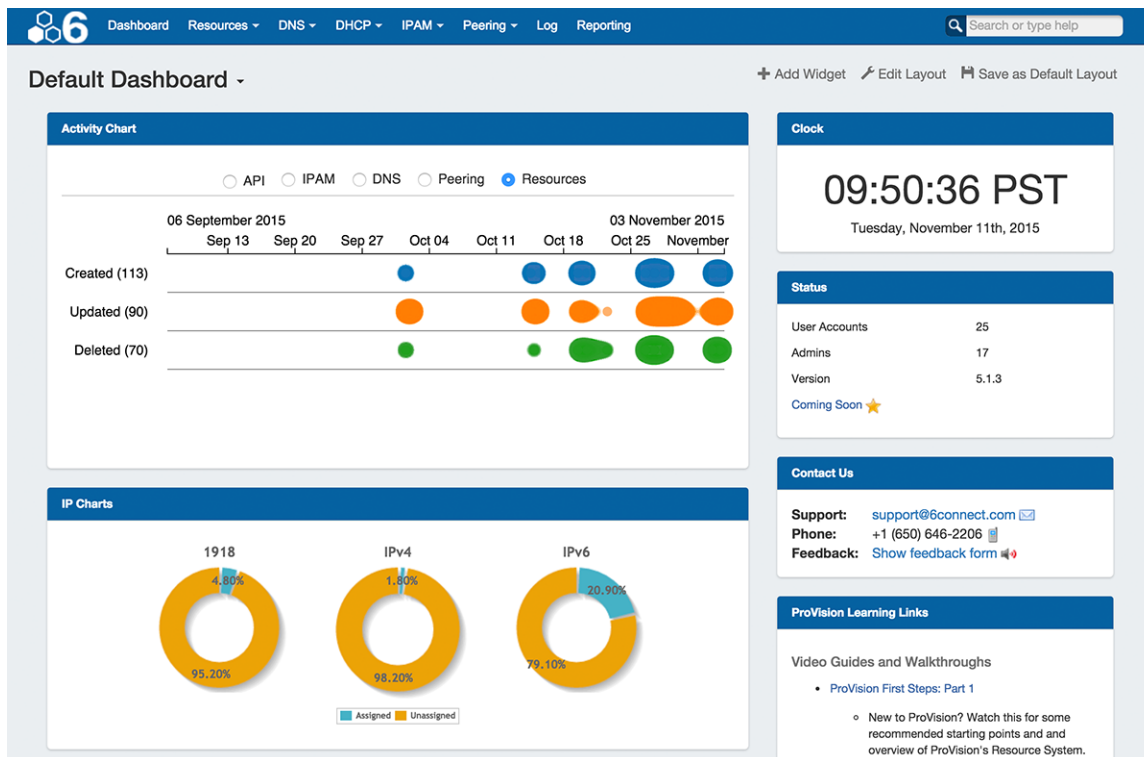 6 Dashboard Resources DNS DHCP IPAM Peering Log Reporting Search or type help
Default Dashboard
Add Widget Edit Layout Save as Default Layout
Activity Chart
API IPAM DNS Peering Resources
06 September 2015 03 November 2015
Sep 13 Sep 20 Sep 27 Oct 04 Oct 11 Oct 18 Oct 25 November
Created (113)
Updated (90)
Deleted (70)
IP Charts
1918 IPv4 IPv6
4.80% 1.80% 20.90%
95.20% 98.20% 79.10%
Assigned Unassigned
Clock
09:50:36 PST
Tuesday, November 11th, 2015
Status
User Accounts 25
Admins 17
Version 5.1.3
Coming Soon
Contact Us
Support: support@6connect.com
Phone: +1 (650) 646-2206
Feedback: Show feedback form
ProVision Learning Links
Video Guides and Walkthroughs
• ProVision First Steps: Part 1
New to ProVision? Watch this for some
recommended starting points and and
overview of ProVision's Resource System.